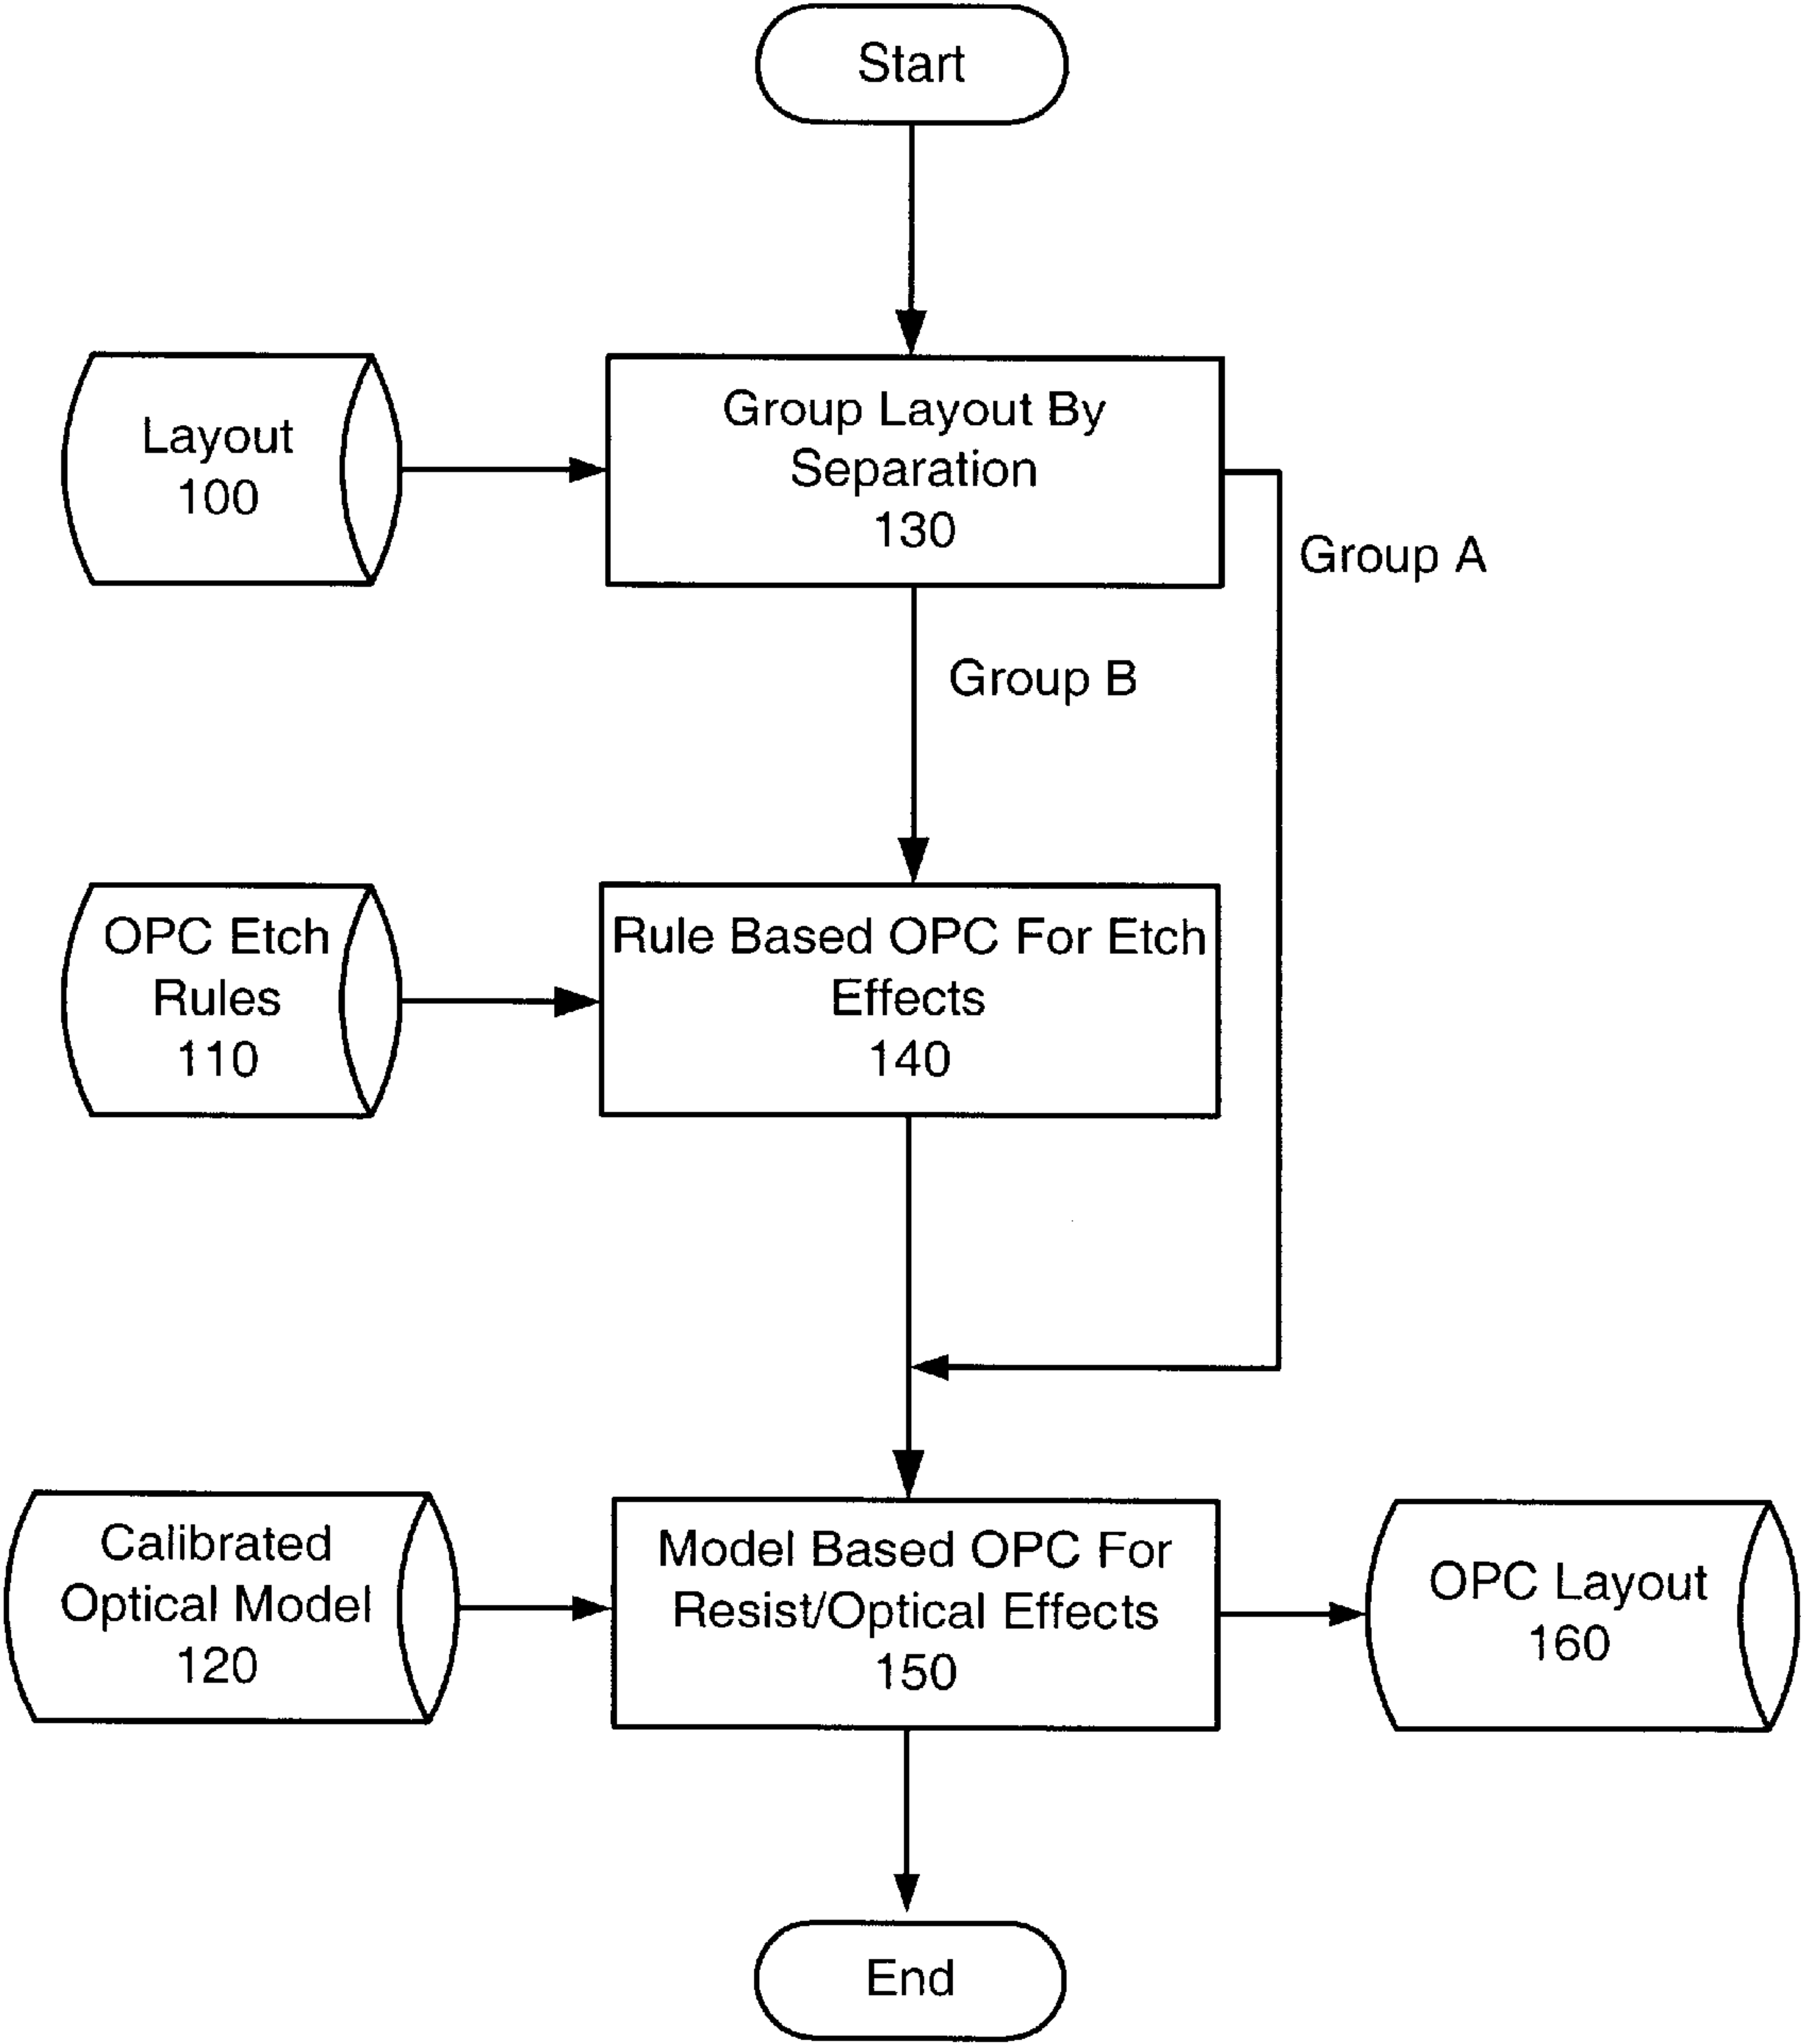 Start
Layout
100
Group Layout By
Separation
130
Group A
Group B
OPC Etch
Rules
110
Rule Based OPC For Etch
Effects
140
Calibrated
Optical Model
120
Model Based OPC For
Resist/Optical Effects
150
OPC Layout
160
End